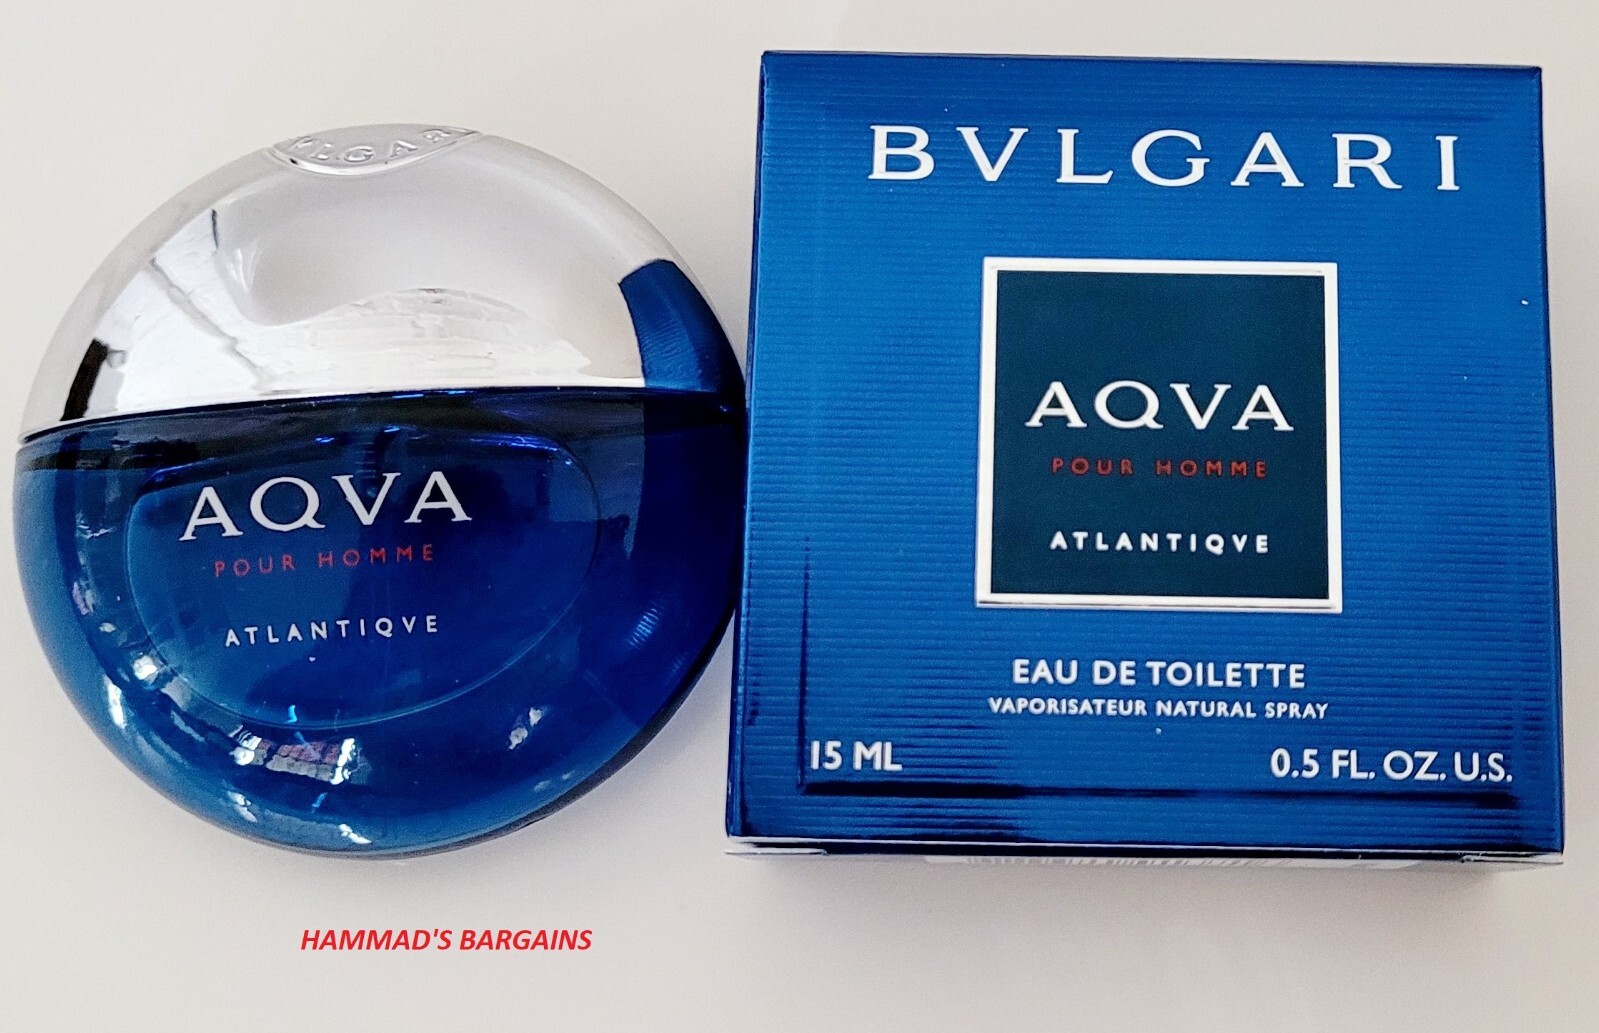 BVLGARI
AQVA
POUR HOMME
ATLANTIQVE
BVLGARI
AQVA
POUR HOMME
ATLANTIQVE
EAU DE TOILETTE
VAPORISATEUR NATURAL SPRAY
15 ML
0.5 FL. OZ. U.S.
HAMMAD'S BARGAINS